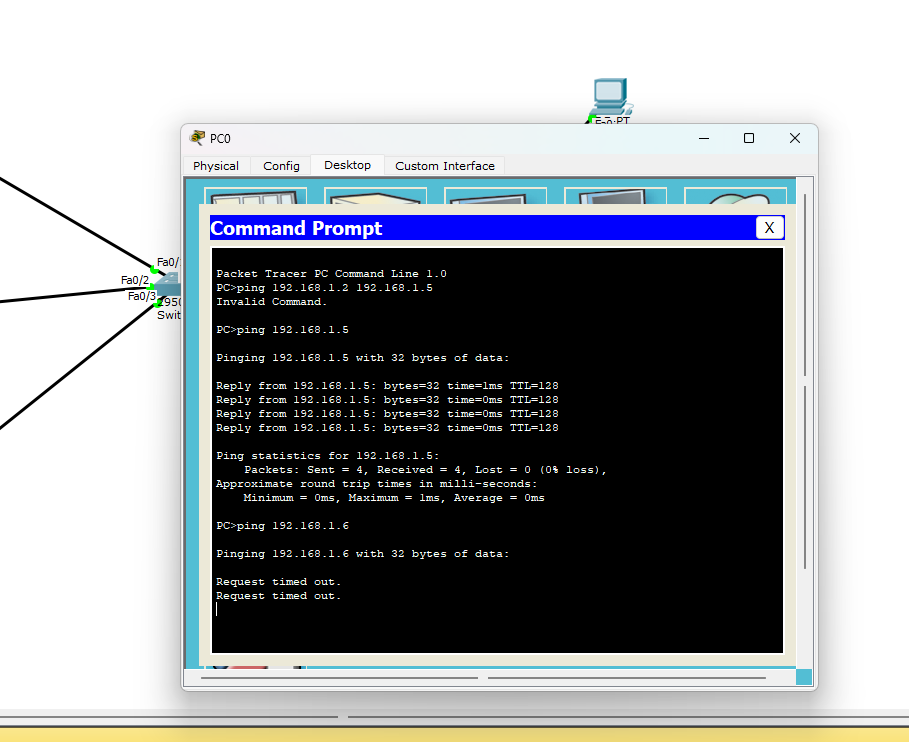 Fa0:PT
PC0
Physical Config Desktop Custom Interface
Command Prompt X
Fa0/
Fa0/2
Fa0/3
Swit
Packet Tracer PC Command Line 1.0
PC>ping 192.168.1.2 192.168.1.5
Invalid Command.
PC>ping 192.168.1.5
Pinging 192.168.1.5 with 32 bytes of data:
Reply from 192.168.1.5: bytes=32 time=1ms TTL=128
Reply from 192.168.1.5: bytes=32 time=0ms TTL=128
Reply from 192.168.1.5: bytes=32 time=0ms TTL=128
Reply from 192.168.1.5: bytes=32 time=0ms TTL=128
Ping statistics for 192.168.1.5:
Packets: Sent = 4, Received = 4, Lost = 0 (0% loss),
Approximate round trip times in milli-seconds:
Minimum = 0ms, Maximum = 1ms, Average = 0ms
PC>ping 192.168.1.6
Pinging 192.168.1.6 with 32 bytes of data:
Request timed out.
Request timed out.